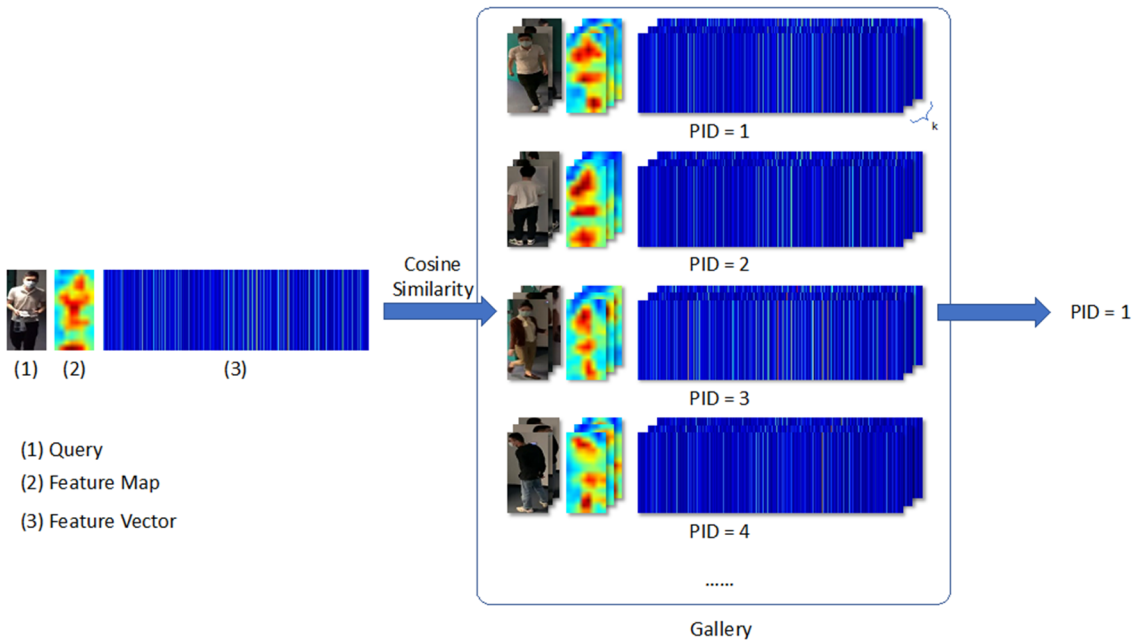 k
PID = 1
PID = 2
Cosine
Similarity
PID = 1
(1)
(2)
(3)
PID = 3
(1) Query
(2) Feature Map
(3) Feature Vector
PID = 4
......
Gallery